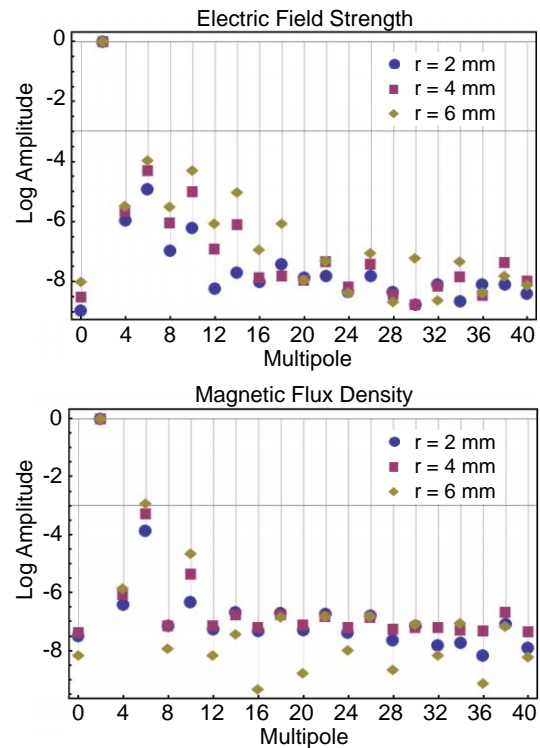 Electric Field Strength
0
-2
-4
-6
-8
Log Amplitude
r = 2 mm
r = 4 mm
r = 6 mm
0 4 8 12 16 20 24 28 32 36 40
Multipole
Magnetic Flux Density
0
-2
-4
-6
-8
Log Amplitude
r = 2 mm
r = 4 mm
r = 6 mm
0 4 8 12 16 20 24 28 32 36 40
Multipole